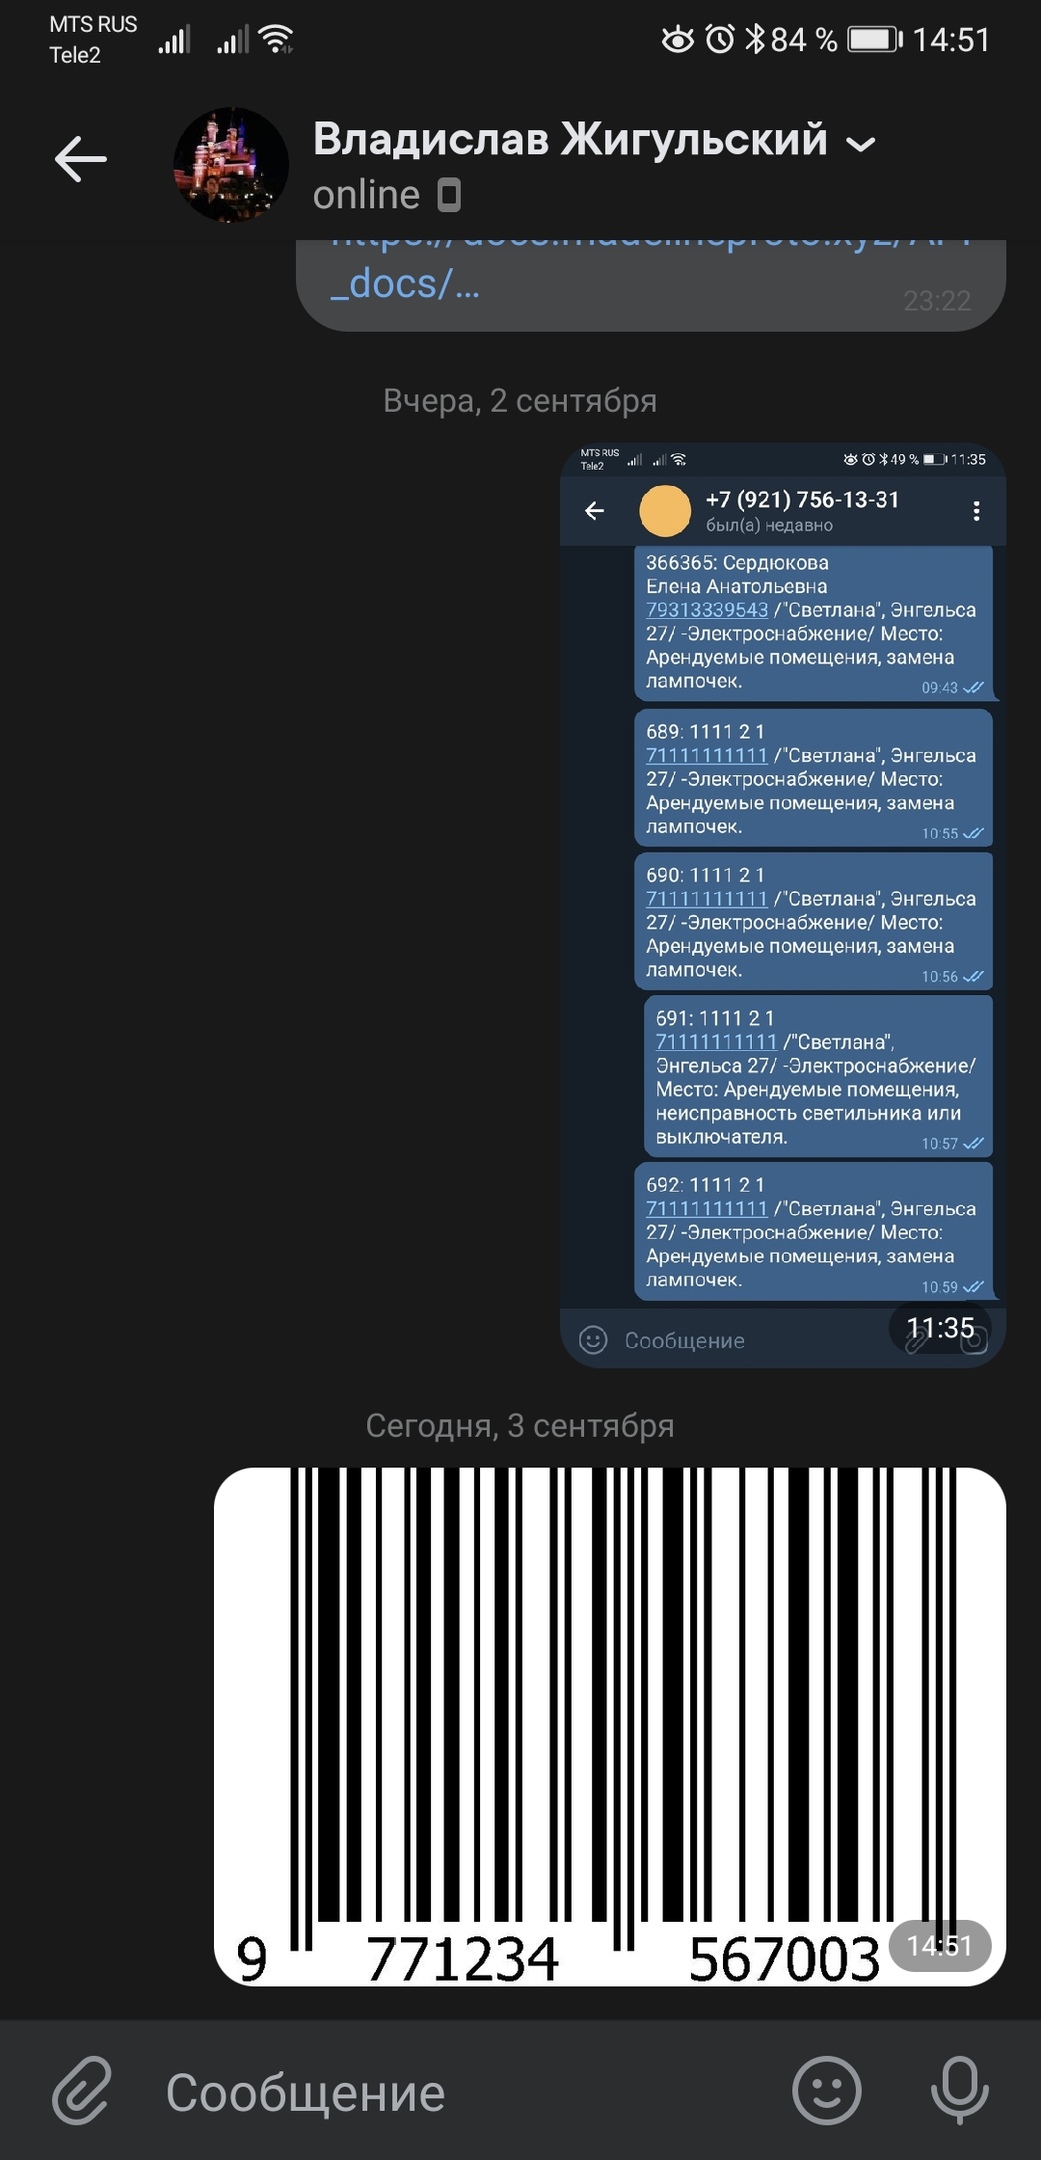 MTS RUS
Tele2
84 %
14:51
Владислав Жигульский
online
https://docs.madelineproto.xyz/API
_docs/...
23:22
Вчера, 2 сентября
MTS RUS
Tele2
49 %
11:35
+7 (921) 756-13-31
был(а) недавно
366365: Сердюкова
Елена Анатольевна
79313339543 /"Светлана", Энгельса
27/ -Электроснабжение/ Место:
Арендуемые помещения, замена
лампочек.
09:43
689: 1111 2 1
71111111111 /"Светлана", Энгельса
27/ -Электроснабжение/ Место:
Арендуемые помещения, замена
лампочек.
10:55
690: 1111 2 1
71111111111 /"Светлана", Энгельса
27/ -Электроснабжение/ Место:
Арендуемые помещения, замена
лампочек.
10:56
691: 1111 2 1
71111111111 /"Светлана",
Энгельса 27/ -Электроснабжение/
Место: Арендуемые помещения,
неисправность светильника или
выключателя.
10:57
692: 1111 2 1
71111111111 /"Светлана", Энгельса
27/ -Электроснабжение/ Место:
Арендуемые помещения, замена
лампочек.
10:59
Сообщение
11:35
Сегодня, 3 сентября
9 771234 567003
14:51
Сообщение